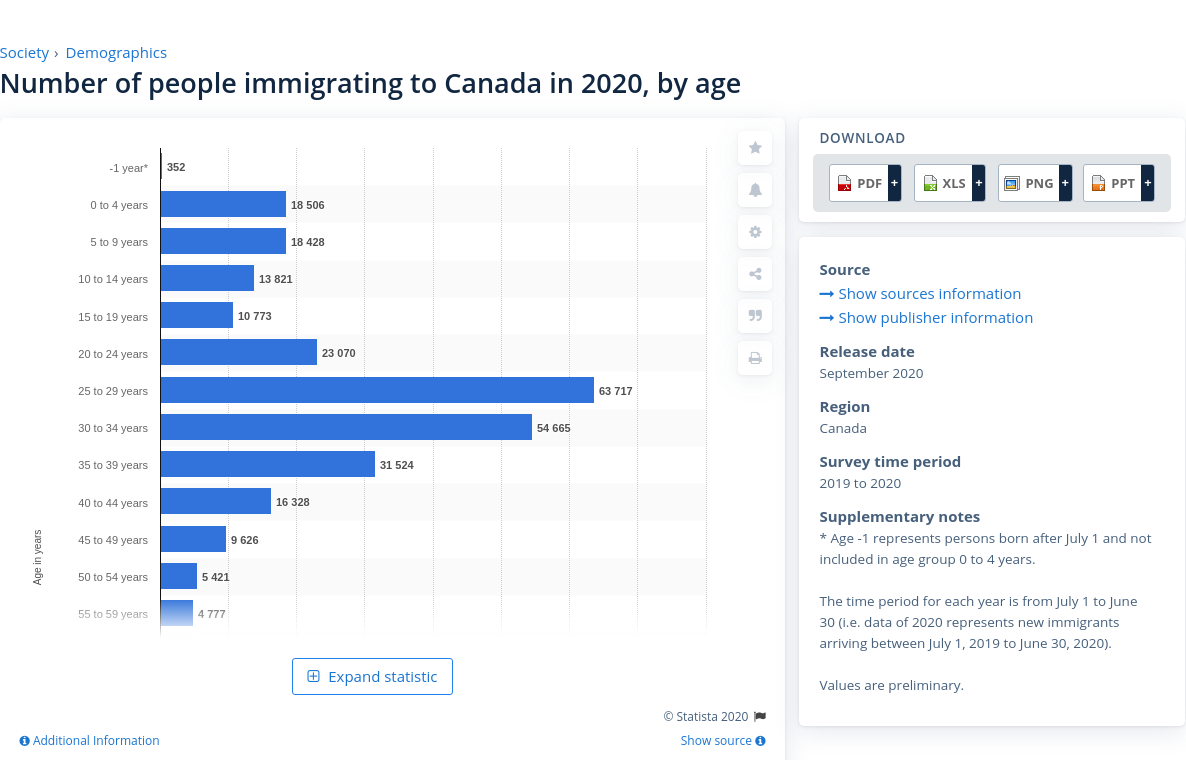 Society › Demographics
Number of people immigrating to Canada in 2020, by age
-1 year* 352
0 to 4 years 18 506
5 to 9 years 18 428
10 to 14 years 13 821
15 to 19 years 10 773
20 to 24 years 23 070
25 to 29 years 63 717
30 to 34 years 54 665
35 to 39 years 31 524
40 to 44 years 16 328
45 to 49 years 9 626
50 to 54 years 5 421
55 to 59 years 4 777
Age in years
Expand statistic
© Statista 2020
Additional Information
Show source
DOWNLOAD
PDF + XLS + PNG + PPT +
Source
Show sources information
Show publisher information
Release date
September 2020
Region
Canada
Survey time period
2019 to 2020
Supplementary notes
* Age -1 represents persons born after July 1 and not
included in age group 0 to 4 years.
The time period for each year is from July 1 to June
30 (i.e. data of 2020 represents new immigrants
arriving between July 1, 2019 to June 30, 2020).
Values are preliminary.